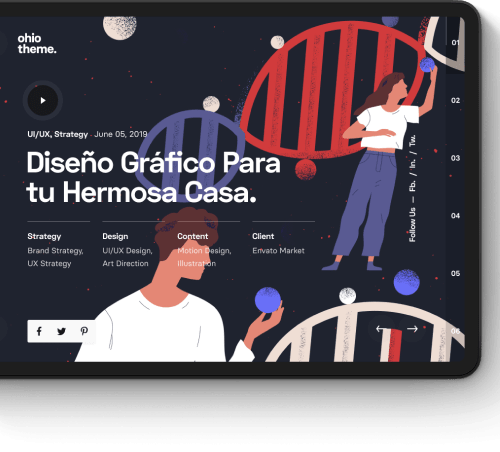 ohio
theme.
UI/UX, Strategy · June 05, 2019
Diseño Gráfico Para
tu Hermosa Casa.
Strategy
Brand Strategy,
UX Strategy
Design
UI/UX Design,
Art Direction
Content
Motion Design,
Illustration
Client
Envato Market
Follow Us — Fb. / In. / Tw.
01
02
03
04
05
06